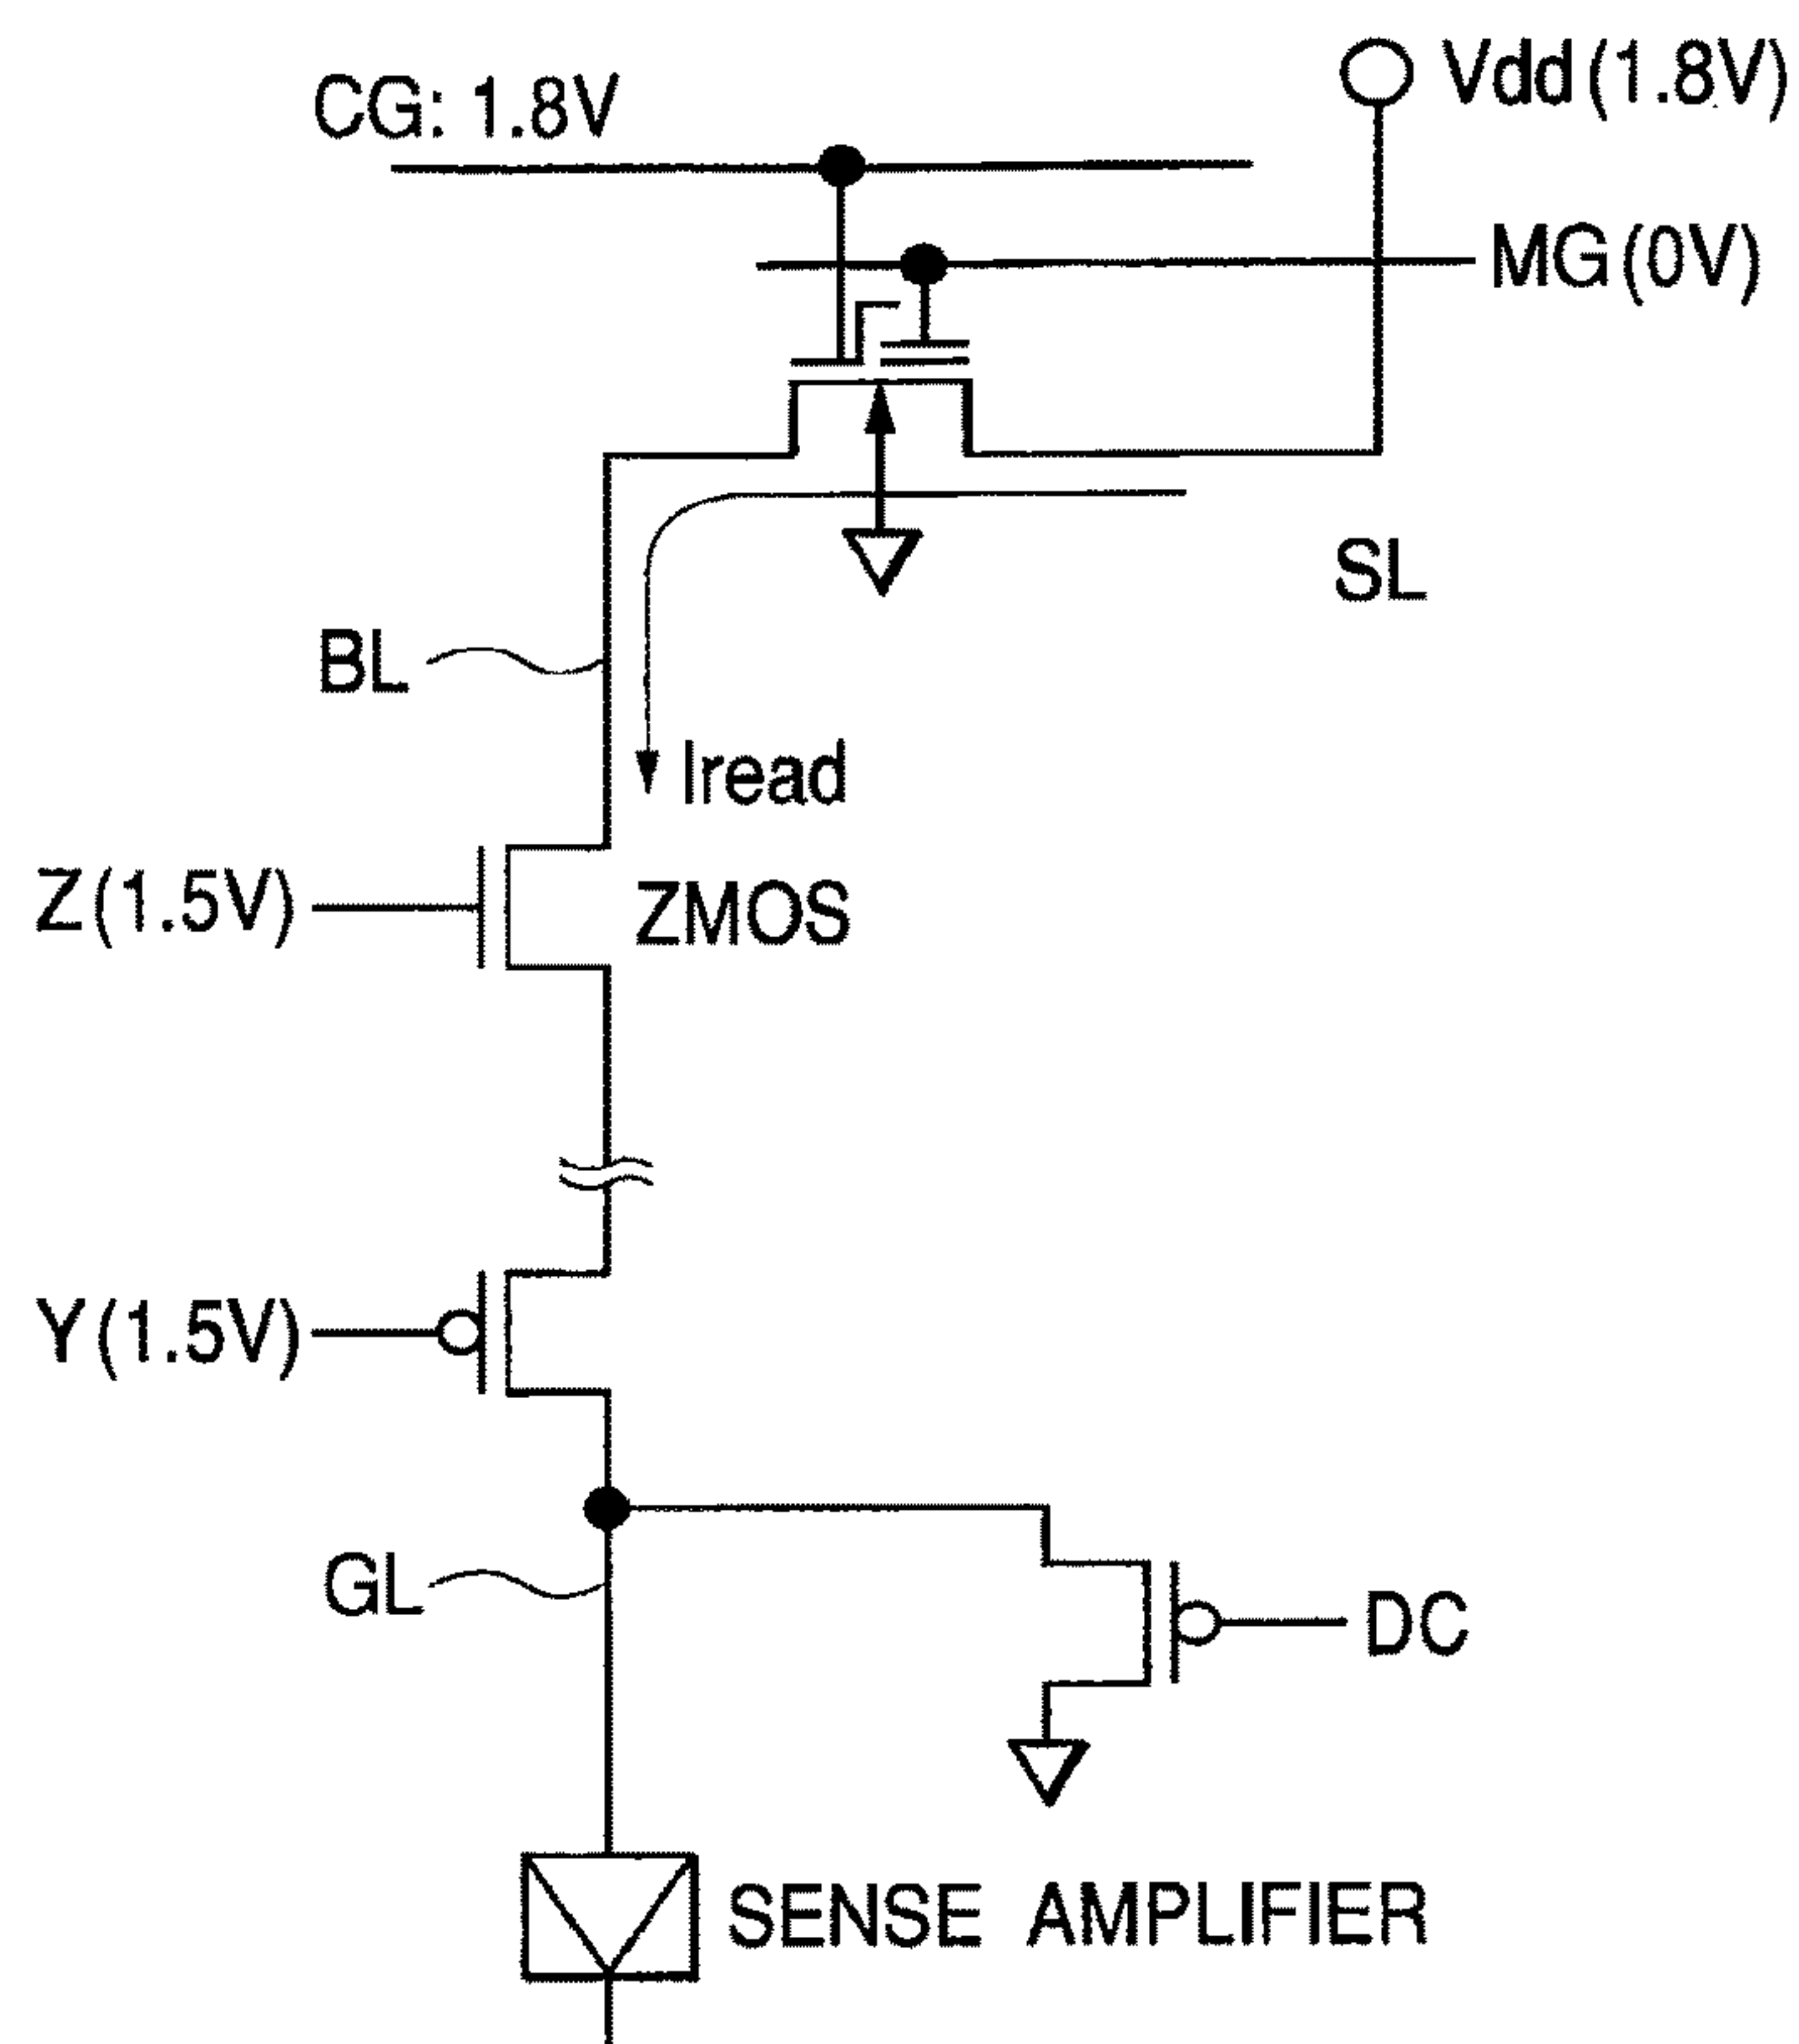 CG: 1.8V
Vdd(1.8V)
MG(0V)
SL
BL
Iread
Z(1.5V)
ZMOS
Y(1.5V)
GL
DC
SENSE AMPLIFIER